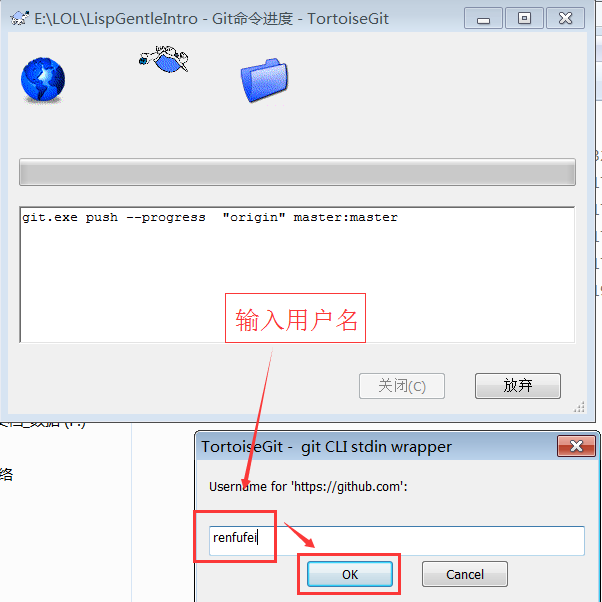 E:\LOL\LispGentleIntro - Git命令进度 - TortoiseGit
git.exe push --progress  "origin" master:master
输入用户名
关闭(C)
放弃
络
TortoiseGit -  git CLI stdin wrapper
Username for 'https://github.com':
renfufei
OK
Cancel